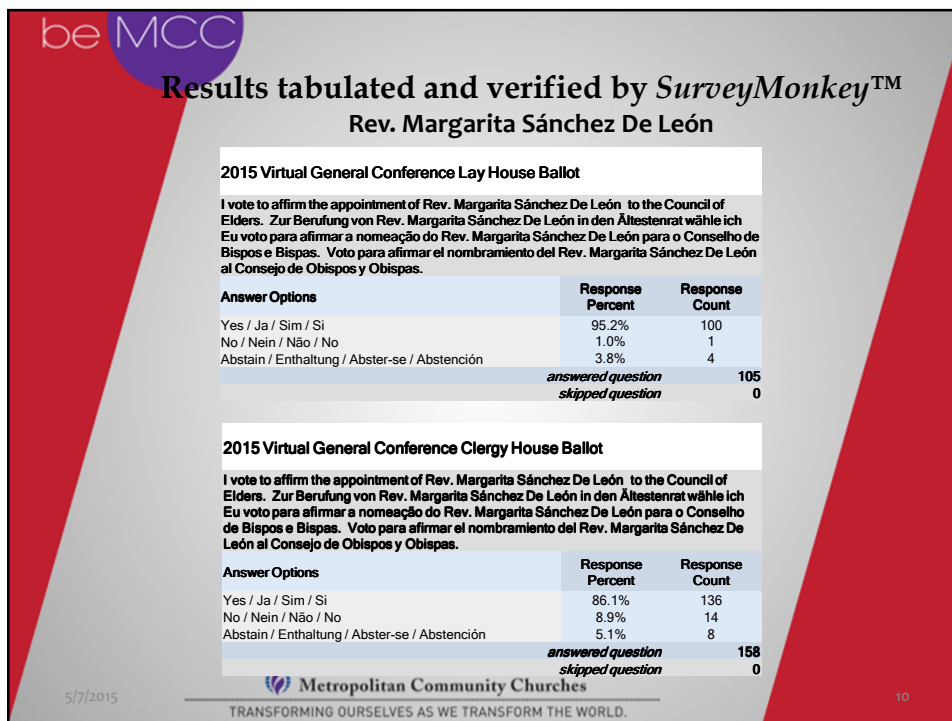 be MCC
Results tabulated and verified by SurveyMonkey™
Rev. Margarita Sánchez De León
2015 Virtual General Conference Lay House Ballot
I vote to affirm the appointment of Rev. Margarita Sánchez De León to the Council of
Elders. Zur Berufung von Rev. Margarita Sánchez De León in den Ältestenrat wähle ich
Eu voto para afirmar a nomeação do Rev. Margarita Sánchez De León para o Conselho de
Bispos e Bispas. Voto para afirmar el nombramiento del Rev. Margarita Sánchez De León
al Consejo de Obispos y Obispas.
Answer Options Response Percent Response Count
Yes / Ja / Sim / Si 95.2% 100
No / Nein / Não / No 1.0% 1
Abstain / Enthaltung / Abster-se / Abstención 3.8% 4
answered question 105
skipped question 0
2015 Virtual General Conference Clergy House Ballot
I vote to affirm the appointment of Rev. Margarita Sánchez De León to the Council of
Elders. Zur Berufung von Rev. Margarita Sánchez De León in den Ältestenrat wähle ich
Eu voto para afirmar a nomeação do Rev. Margarita Sánchez De León para o Conselho
de Bispos e Bispas. Voto para afirmar el nombramiento del Rev. Margarita Sánchez De
León al Consejo de Obispos y Obispas.
Answer Options Response Percent Response Count
Yes / Ja / Sim / Si 86.1% 136
No / Nein / Não / No 8.9% 14
Abstain / Enthaltung / Abster-se / Abstención 5.1% 8
answered question 158
skipped question 0
5/7/2015 Metropolitan Community Churches 10
TRANSFORMING OURSELVES AS WE TRANSFORM THE WORLD.